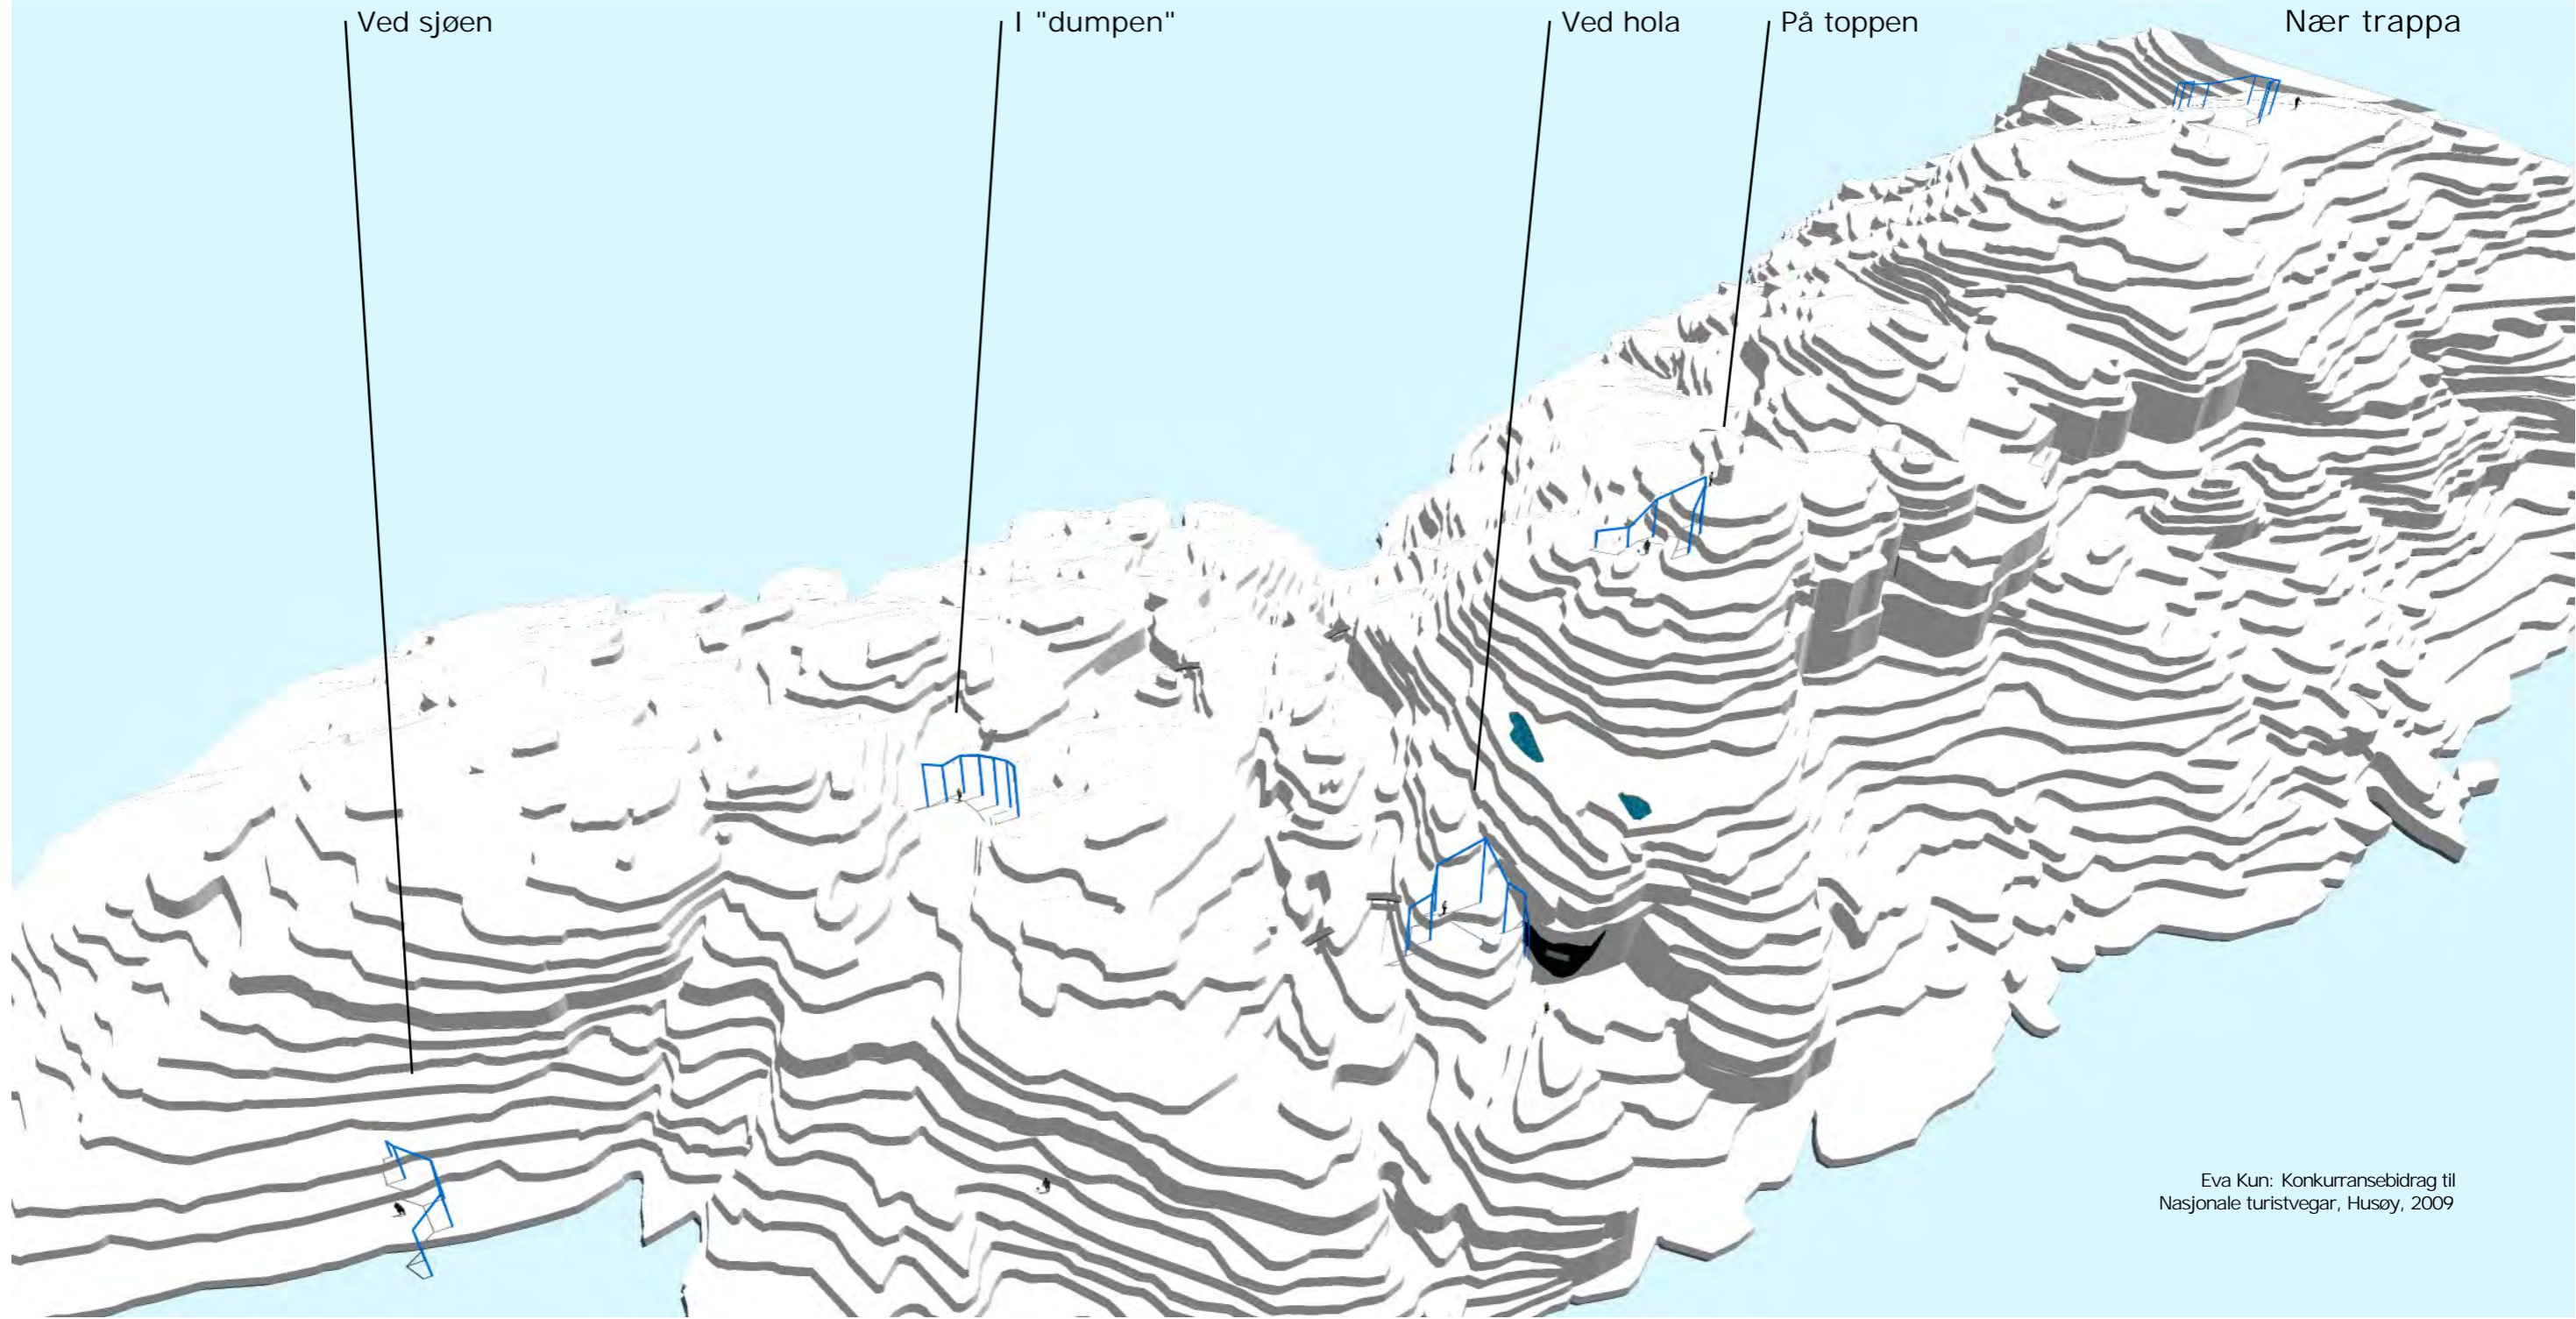 Ved sjøen
I "dumpen"
Ved hola
På toppen
Nær trappa
Eva Kun: Konkurransebidrag til
Nasjonale turistvegar, Husøy, 2009